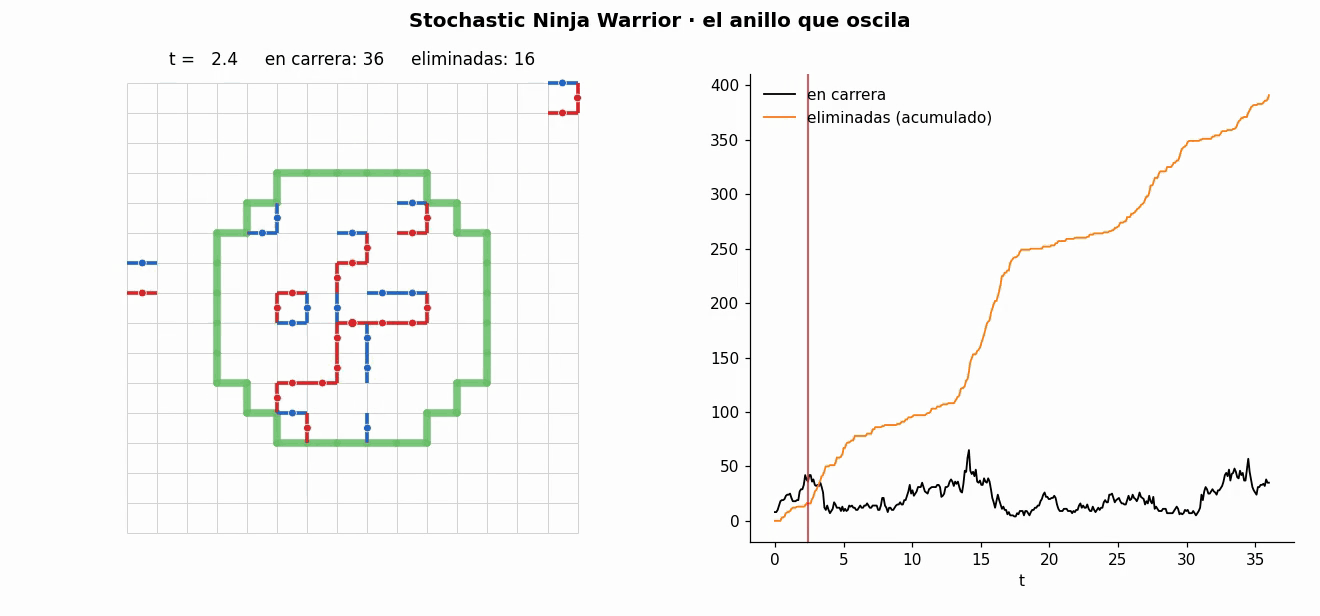 Stochastic Ninja Warrior · el anillo que oscila
t = 2.4 en carrera: 36 eliminadas: 16
en carrera
eliminadas (acumulado)
400
350
300
250
200
150
100
50
0
0 5 10 15 20 25 30 35
t